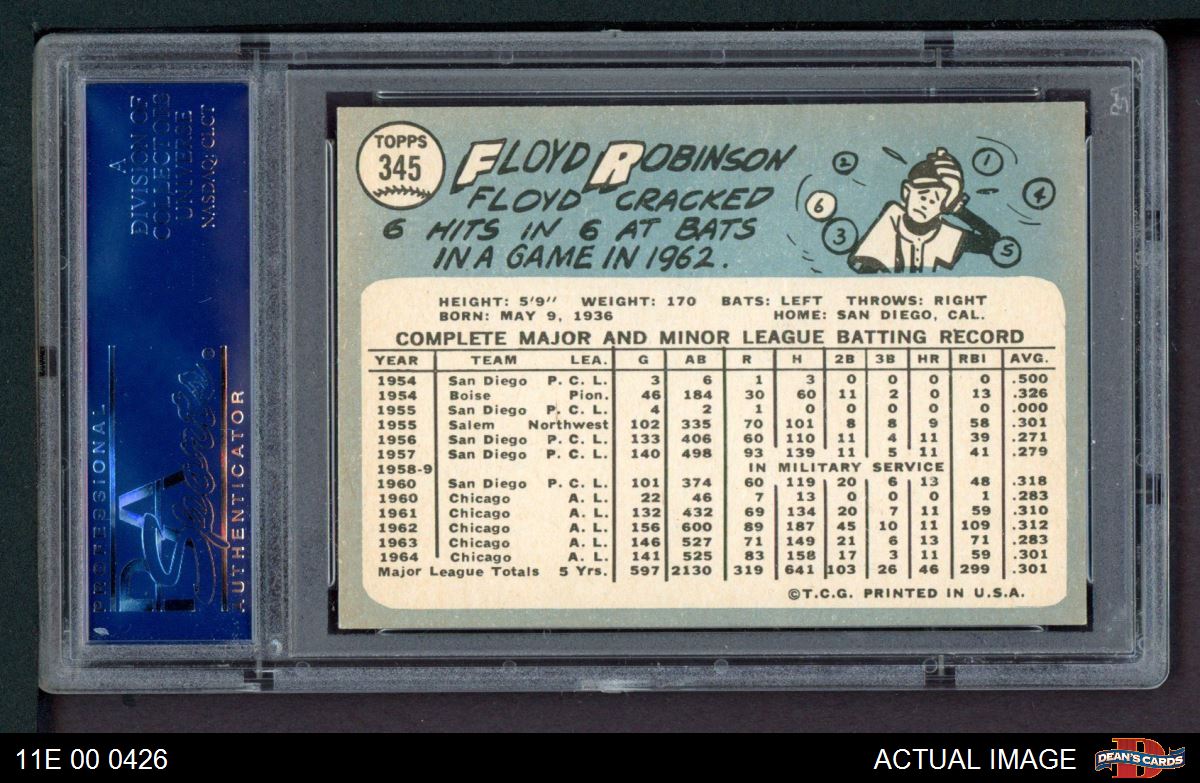 A
DIVISION OF
COLLECTORS
UNIVERSE
NASDAQ: CLCT
PROFESSIONAL
PSA
AUTHENTICATOR
TOPPS
345
FLOYD ROBINSON
FLOYD CRACKED
6 HITS IN 6 AT BATS
IN A GAME IN 1962.
2
1
4
6
3
5
HEIGHT: 5'9" WEIGHT: 170 BATS: LEFT THROWS: RIGHT
BORN: MAY 9, 1936 HOME: SAN DIEGO, CAL.
COMPLETE MAJOR AND MINOR LEAGUE BATTING RECORD
YEAR TEAM LEA. G AB R H 2B 3B HR RBI AVG.
1954 San Diego P. C. L. 3 6 1 3 0 0 0 0 .500
1954 Boise Pion. 46 184 30 60 11 2 0 13 .326
1955 San Diego P. C. L. 4 2 1 0 0 0 0 0 .000
1955 Salem Northwest 102 335 70 101 8 8 9 58 .301
1956 San Diego P. C. L. 133 406 60 110 11 4 11 39 .271
1957 San Diego P. C. L. 140 498 93 139 11 5 11 41 .279
1958-9 IN MILITARY SERVICE
1960 San Diego P. C. L. 101 374 60 119 20 6 13 48 .318
1960 Chicago A. L. 22 46 7 13 0 0 0 1 .283
1961 Chicago A. L. 132 432 69 134 20 7 11 59 .310
1962 Chicago A. L. 156 600 89 187 45 10 11 109 .312
1963 Chicago A. L. 146 527 71 149 21 6 13 71 .283
1964 Chicago A. L. 141 525 83 158 17 3 11 59 .301
Major League Totals 5 Yrs. 597 2130 319 641 103 26 46 299 .301
©T.C.G. PRINTED IN U.S.A.
11E 00 0426
ACTUAL IMAGE
DEAN'S CARDS